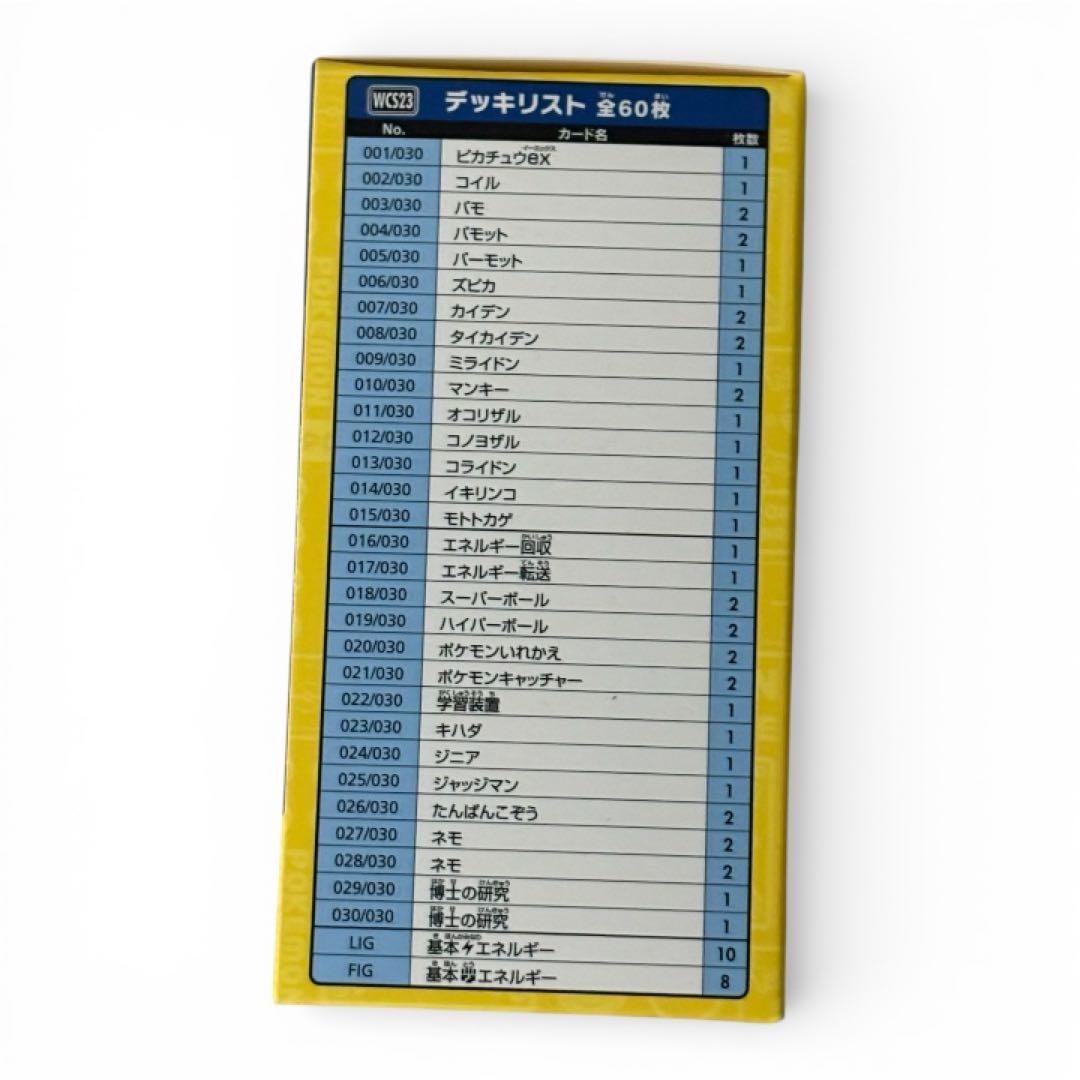 WCS23 デッキリスト 全60枚
No. カード名 枚数
001/030 ピカチュウex 1
002/030 コイル 1
003/030 パモ 2
004/030 パモット 2
005/030 パーモット 1
006/030 ズピカ 1
007/030 カイデン 2
008/030 タイカイデン 2
009/030 ミライドン 1
010/030 マンキー 2
011/030 オコリザル 1
012/030 コノヨザル 1
013/030 コライドン 1
014/030 イキリンコ 1
015/030 モトトカゲ 1
016/030 エネルギー回収 1
017/030 エネルギー転送 1
018/030 スーパーボール 2
019/030 ハイパーボール 2
020/030 ポケモンいれかえ 2
021/030 ポケモンキャッチャー 2
022/030 学習装置 1
023/030 キハダ 1
024/030 ジニア 1
025/030 ジャッジマン 1
026/030 たんぱんこぞう 2
027/030 ネモ 2
028/030 ネモ 2
029/030 博士の研究 1
030/030 博士の研究 1
LIG 基本エネルギー 10
FIG 基本エネルギー 8